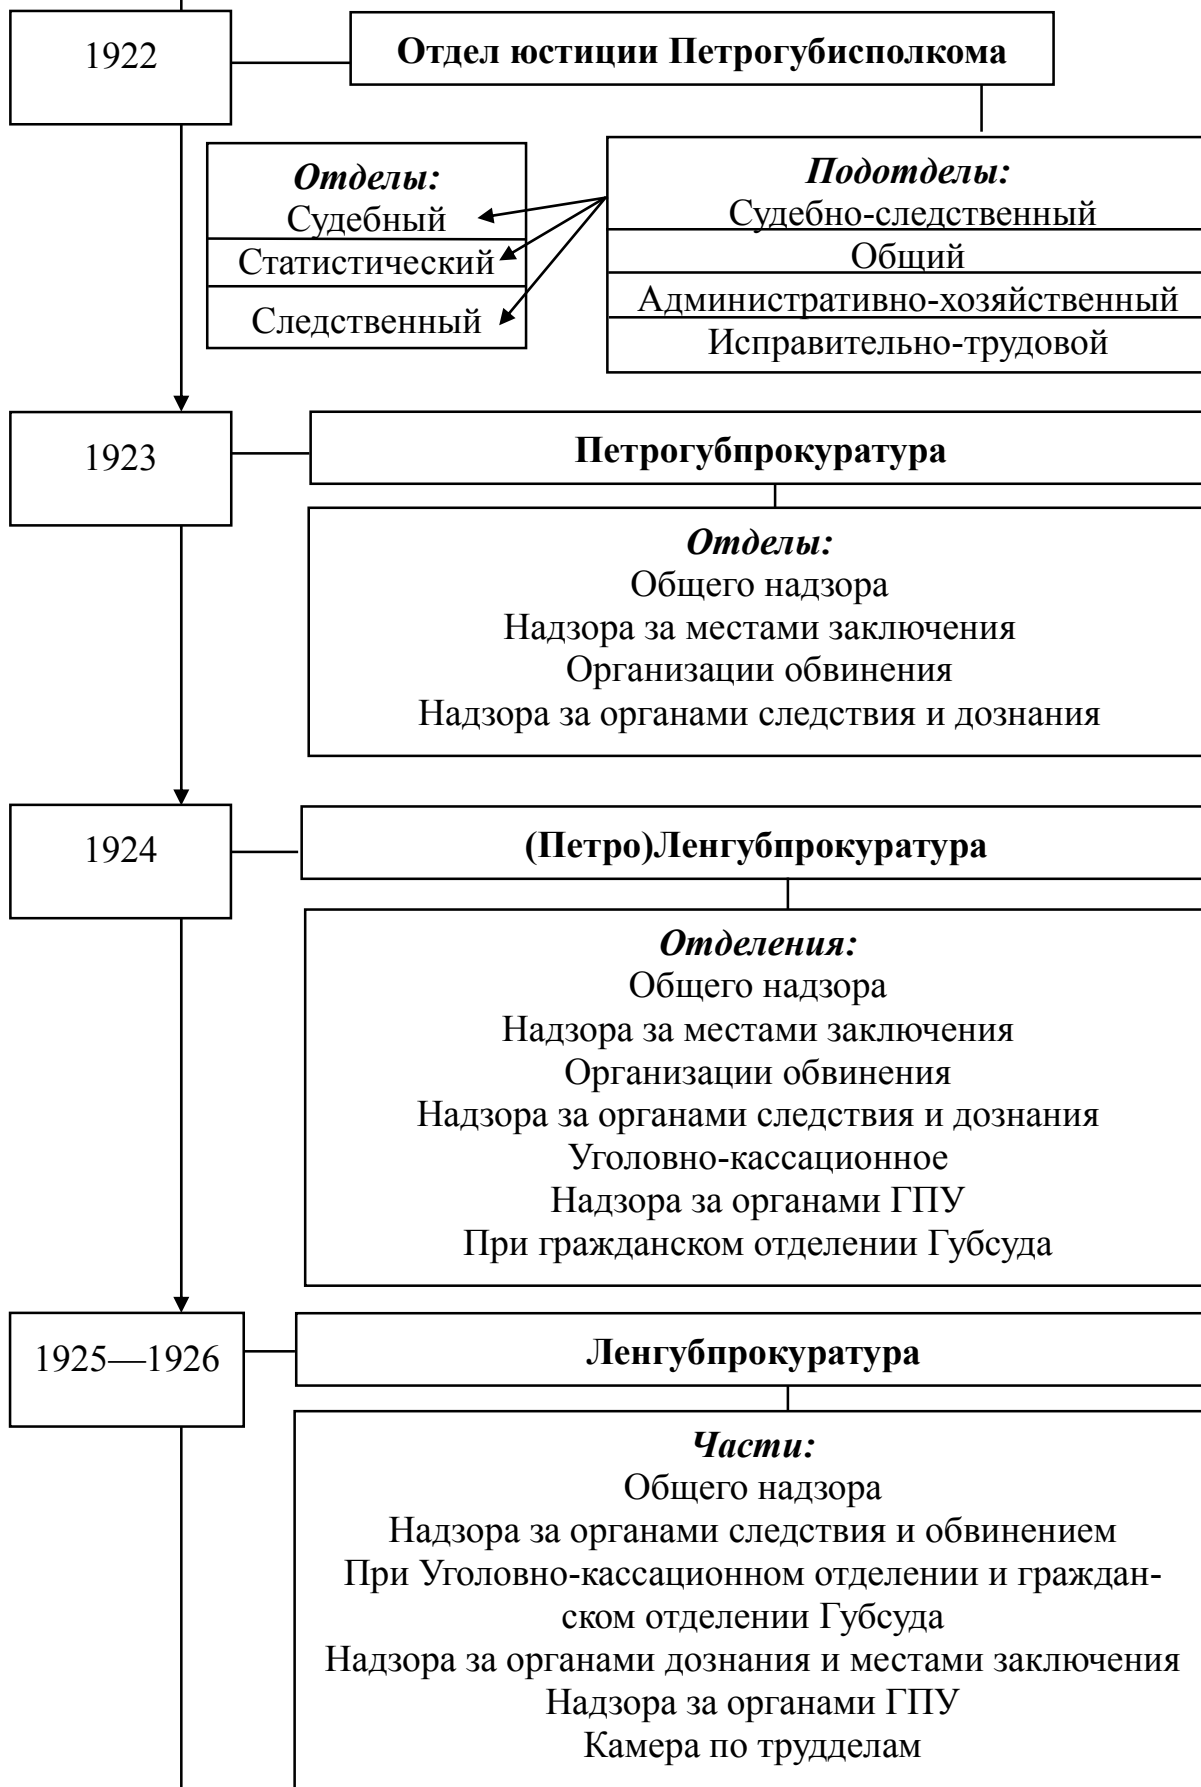 1922
Отдел юстиции Петрогубисполкома
Отделы:
Судебный
Статистический
Следственный
Подотделы:
Судебно-следственный
Общий
Административно-хозяйственный
Исправительно-трудовой
1923
Петрогубпрокуратура
Отделы:
Общего надзора
Надзора за местами заключения
Организации обвинения
Надзора за органами следствия и дознания
1924
(Петро)Ленгубпрокуратура
Отделения:
Общего надзора
Надзора за местами заключения
Организации обвинения
Надзора за органами следствия и дознания
Уголовно-кассационное
Надзора за органами ГПУ
При гражданском отделении Губсуда
1925—1926
Ленгубпрокуратура
Части:
Общего надзора
Надзора за органами следствия и обвинением
При Уголовно-кассационном отделении и граждан-
ском отделении Губсуда
Надзора за органами дознания и местами заключения
Надзора за органами ГПУ
Камера по трудделам